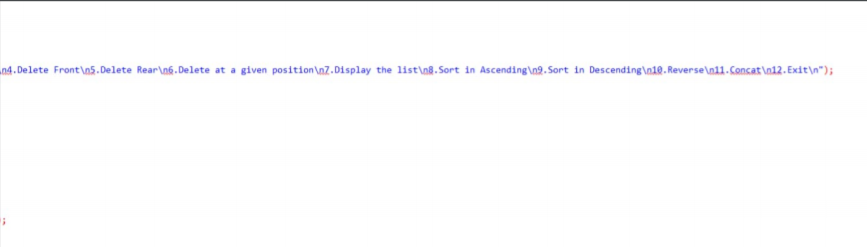 \n4.Delete Front\n5.Delete Rear\n6.Delete at a given position\n7.Display the list\n8.Sort in Ascending\n9.Sort in Descending\n10.Reverse\n11.Concat\n12.Exit\n");
;